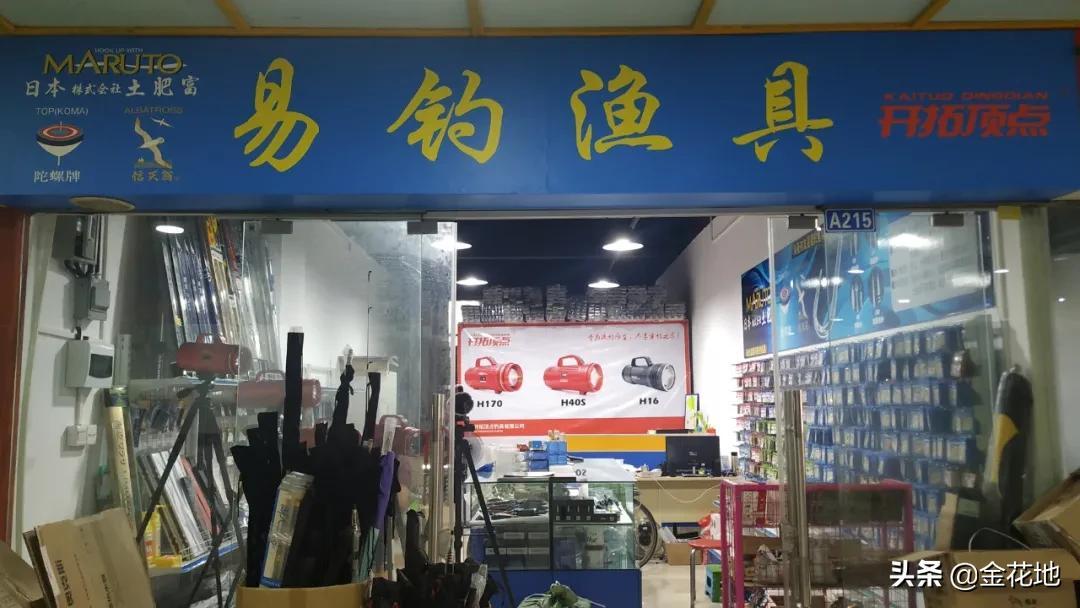 HOOK UP WITH
MARUTO
日本株式会社土肥富
TOP(KOMA)
ALBATROSS
陀螺牌
信天翁
易钓渔具
KAITUO DINGDIAN
开拓顶点
A215
开拓顶点
H170
H40S
H16
MARUTO
02
头条 @金花地